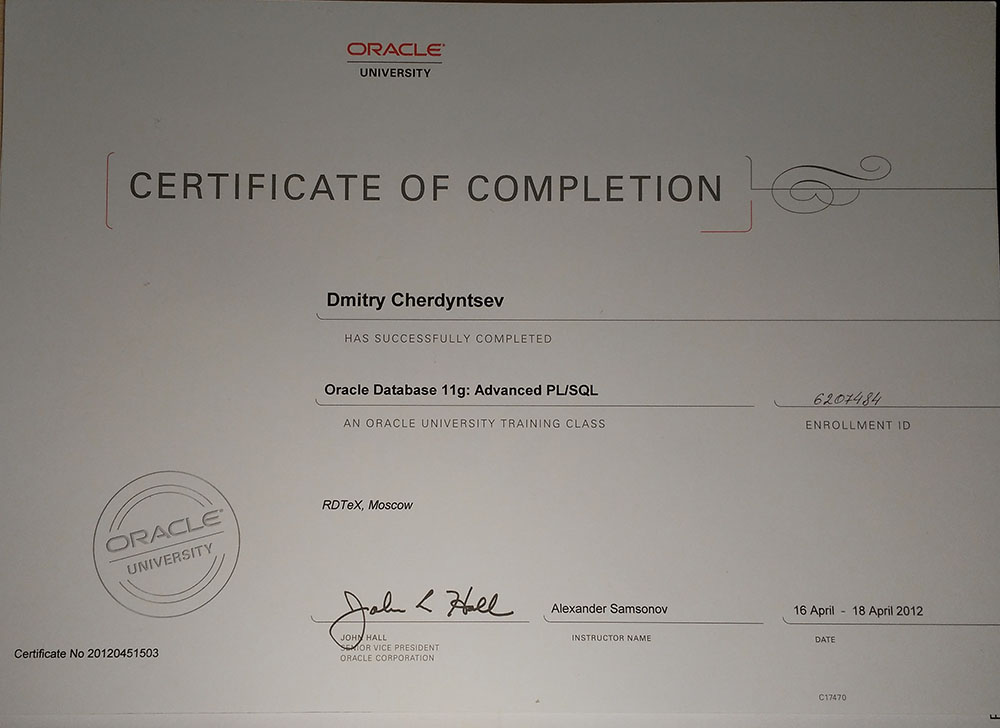 ORACLE
UNIVERSITY
CERTIFICATE OF COMPLETION
Dmitry Cherdyntsev
HAS SUCCESSFULLY COMPLETED
Oracle Database 11g: Advanced PL/SQL
6207484
AN ORACLE UNIVERSITY TRAINING CLASS
ENROLLMENT ID
RDTeX, Moscow
ORACLE
UNIVERSITY
John L Hall
Alexander Samsonov
16 April - 18 April 2012
JOHN HALL
INSTRUCTOR NAME
DATE
SENIOR VICE PRESIDENT
ORACLE CORPORATION
Certificate No 20120451503
C17470